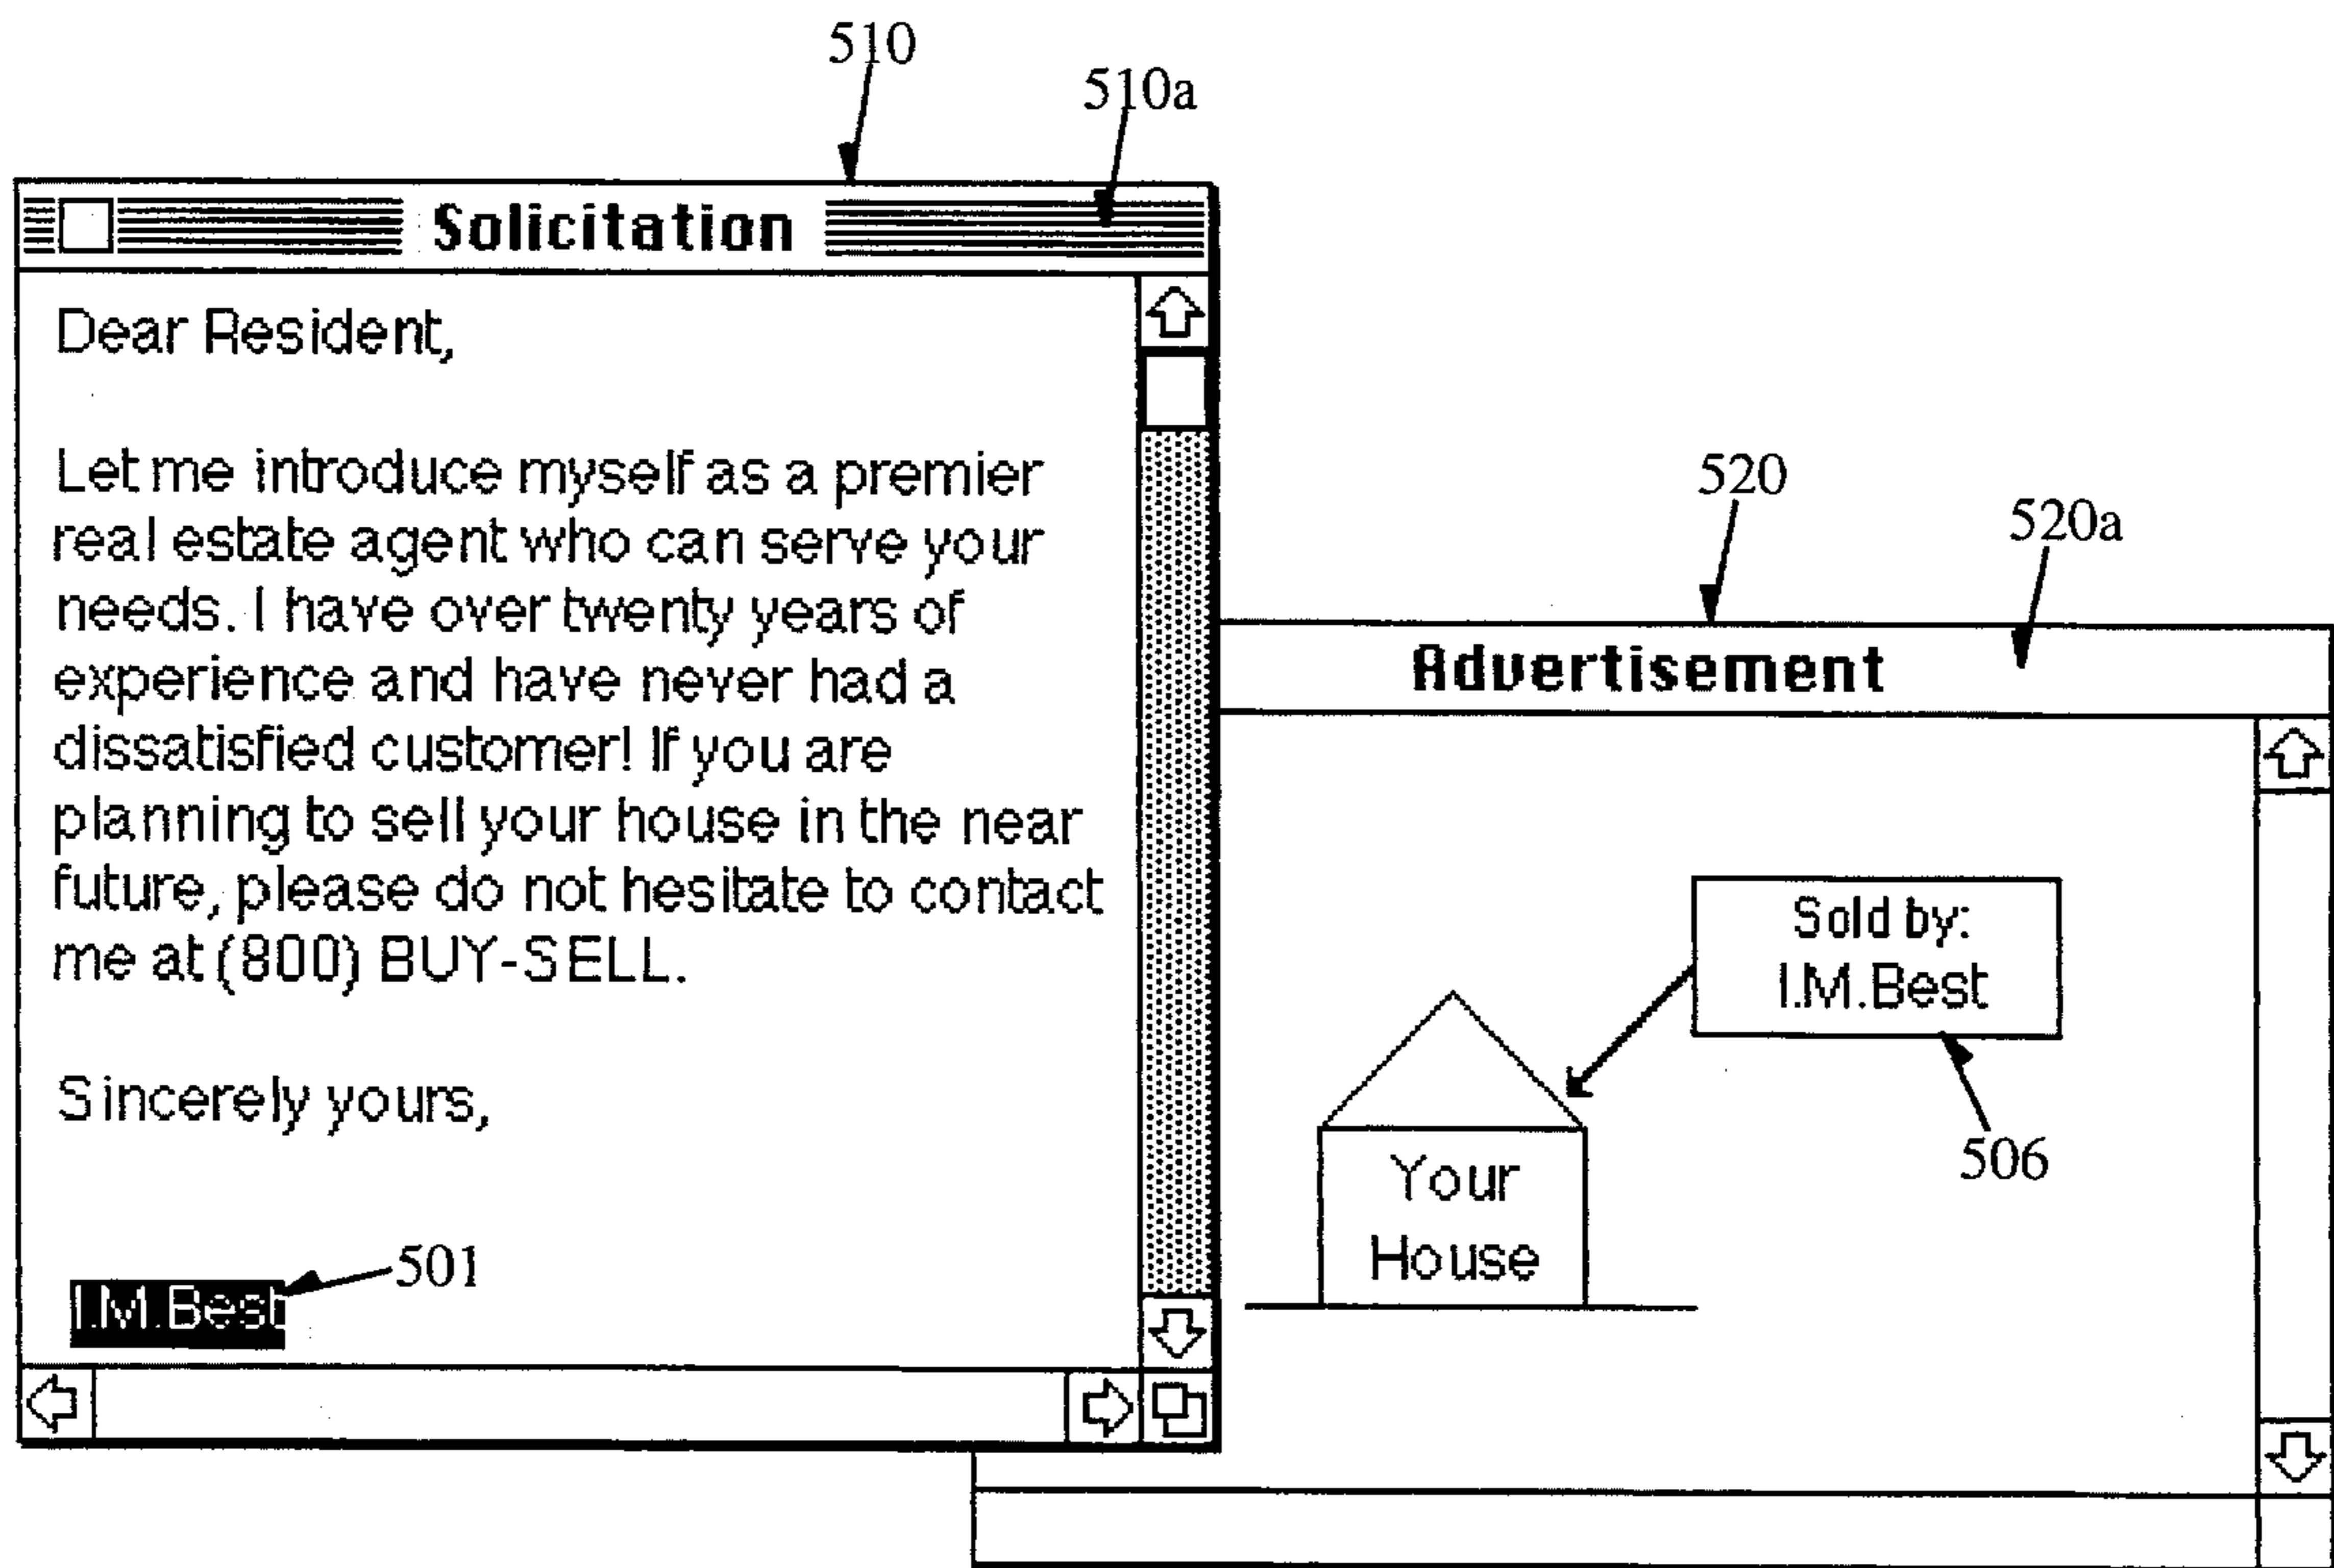 510
510a
Solicitation
Dear Resident,
Let me introduce myself as a premier
real estate agent who can serve your
needs. I have over twenty years of
experience and have never had a
dissatisfied customer! If you are
planning to sell your house in the near
future, please do not hesitate to contact
me at (800) BUY-SELL.
Sincerely yours,
501
I.M.Best
520
520a
Advertisement
Sold by:
I.M.Best
506
Your
House